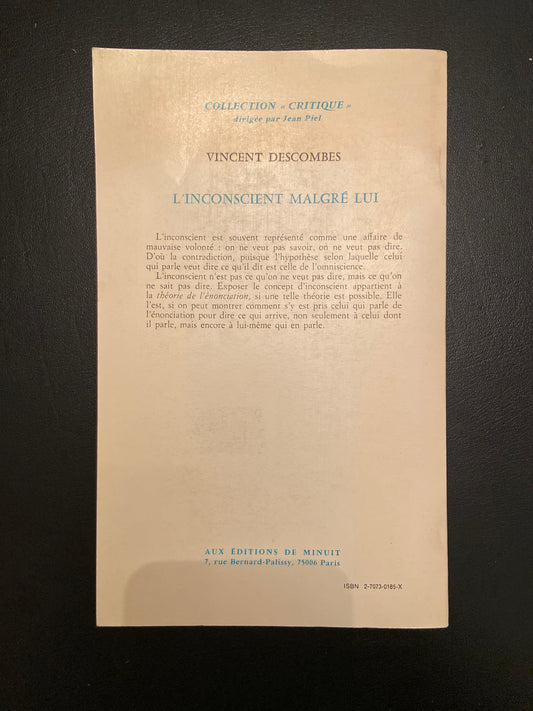 COLLECTION « CRITIQUE »
dirigée par Jean Piel
VINCENT DESCOMBES
L'INCONSCIENT MALGRÉ LUI
L'inconscient est souvent représenté comme une affaire de
mauvaise volonté : on ne veut pas savoir, on ne veut pas dire.
D'où la contradiction, puisque l'hypothèse selon laquelle celui
qui parle veut dire ce qu'il dit est celle de l'omniscience.
L'inconscient n'est pas ce qu'on ne veut pas dire, mais ce qu'on
ne sait pas dire. Exposer le concept d'inconscient appartient à
la théorie de l'énonciation, si une telle théorie est possible. Elle
l'est, si on peut montrer comment s'y est pris celui qui parle de
l'énonciation pour dire ce qui arrive, non seulement à celui dont
il parle, mais encore à lui-même qui en parle.
AUX ÉDITIONS DE MINUIT
7, rue Bernard-Palissy, 75006 Paris
ISBN 2-7073-0185-X